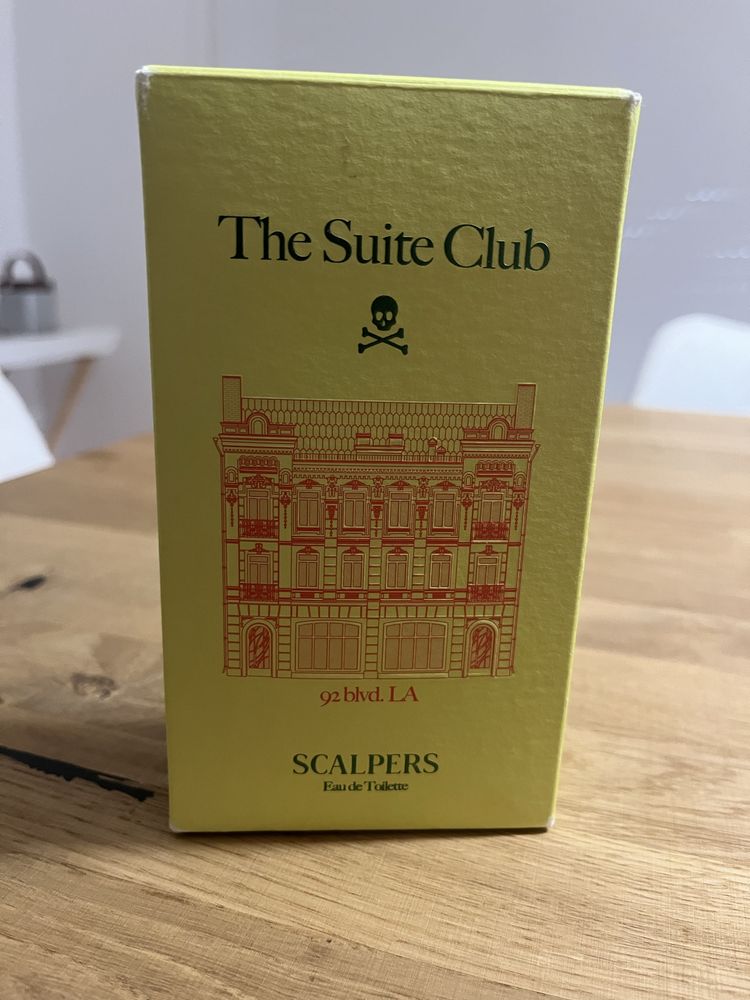 The Suite Club
92 blvd. LA
SCALPERS
Eau de Toilette